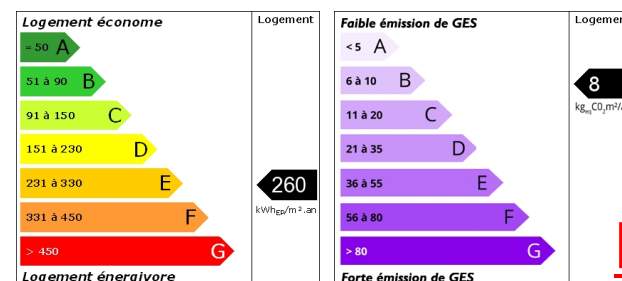 Logement économe
Logement
= 50 A
51 à 90 B
91 à 150 C
151 à 230 D
231 à 330 E
260
kWhEP/m².an
331 à 450 F
> 450 G
Logement énergivore
Faible émission de GES
< 5 A
6 à 10 B
8
11 à 20 C
21 à 35 D
36 à 55 E
56 à 80 F
> 80 G
Forte émission de GES